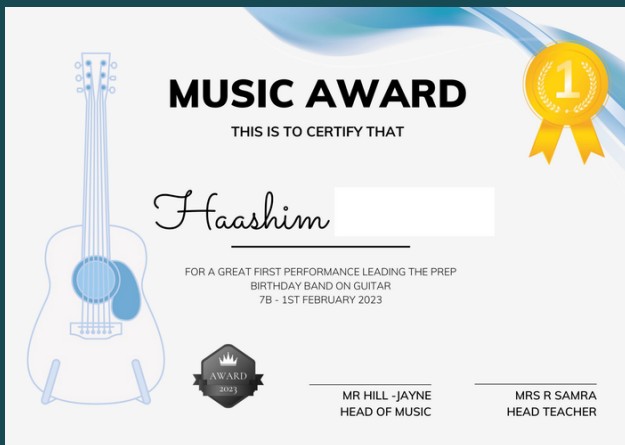 1
MUSIC AWARD
THIS IS TO CERTIFY THAT
Haashim
FOR A GREAT FIRST PERFORMANCE LEADING THE PREP
BIRTHDAY BAND ON GUITAR
7B - 1ST FEBRUARY 2023
AWARD
2023
MR HILL -JAYNE
HEAD OF MUSIC
MRS R SAMRA
HEAD TEACHER